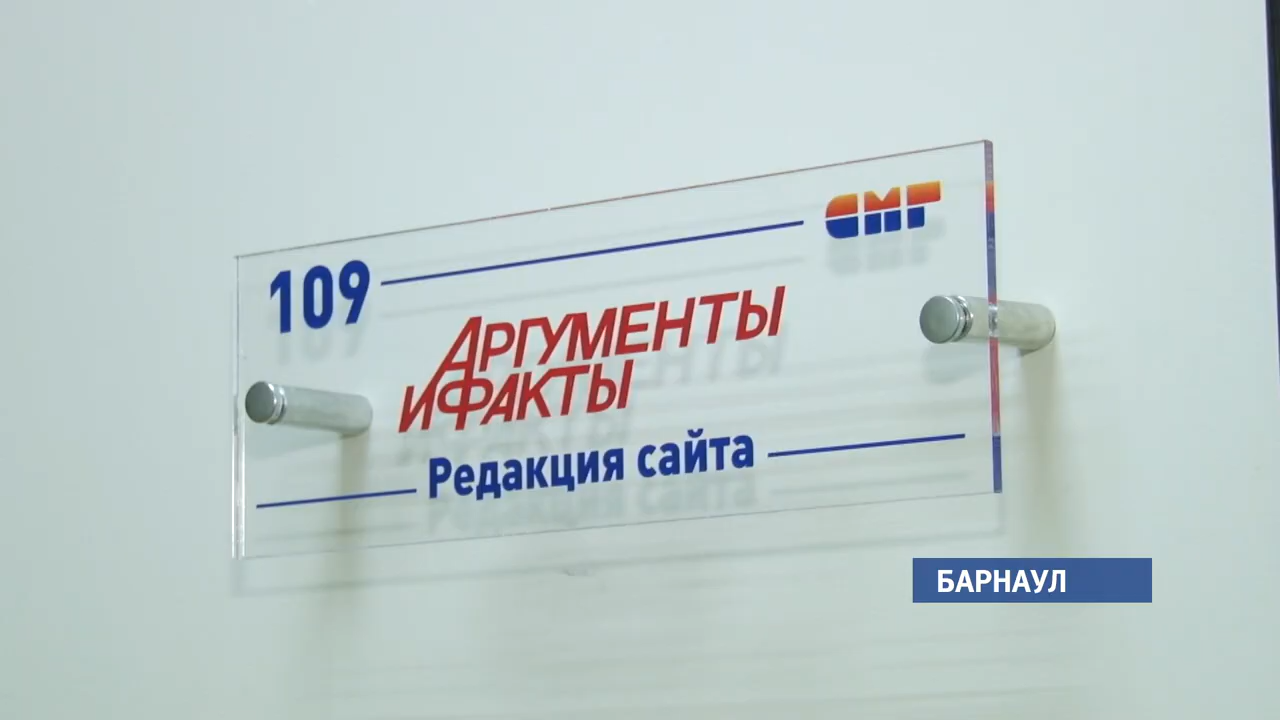 109
СМГ
АРГУМЕНТЫ
И ФАКТЫ
Редакция сайта
БАРНАУЛ